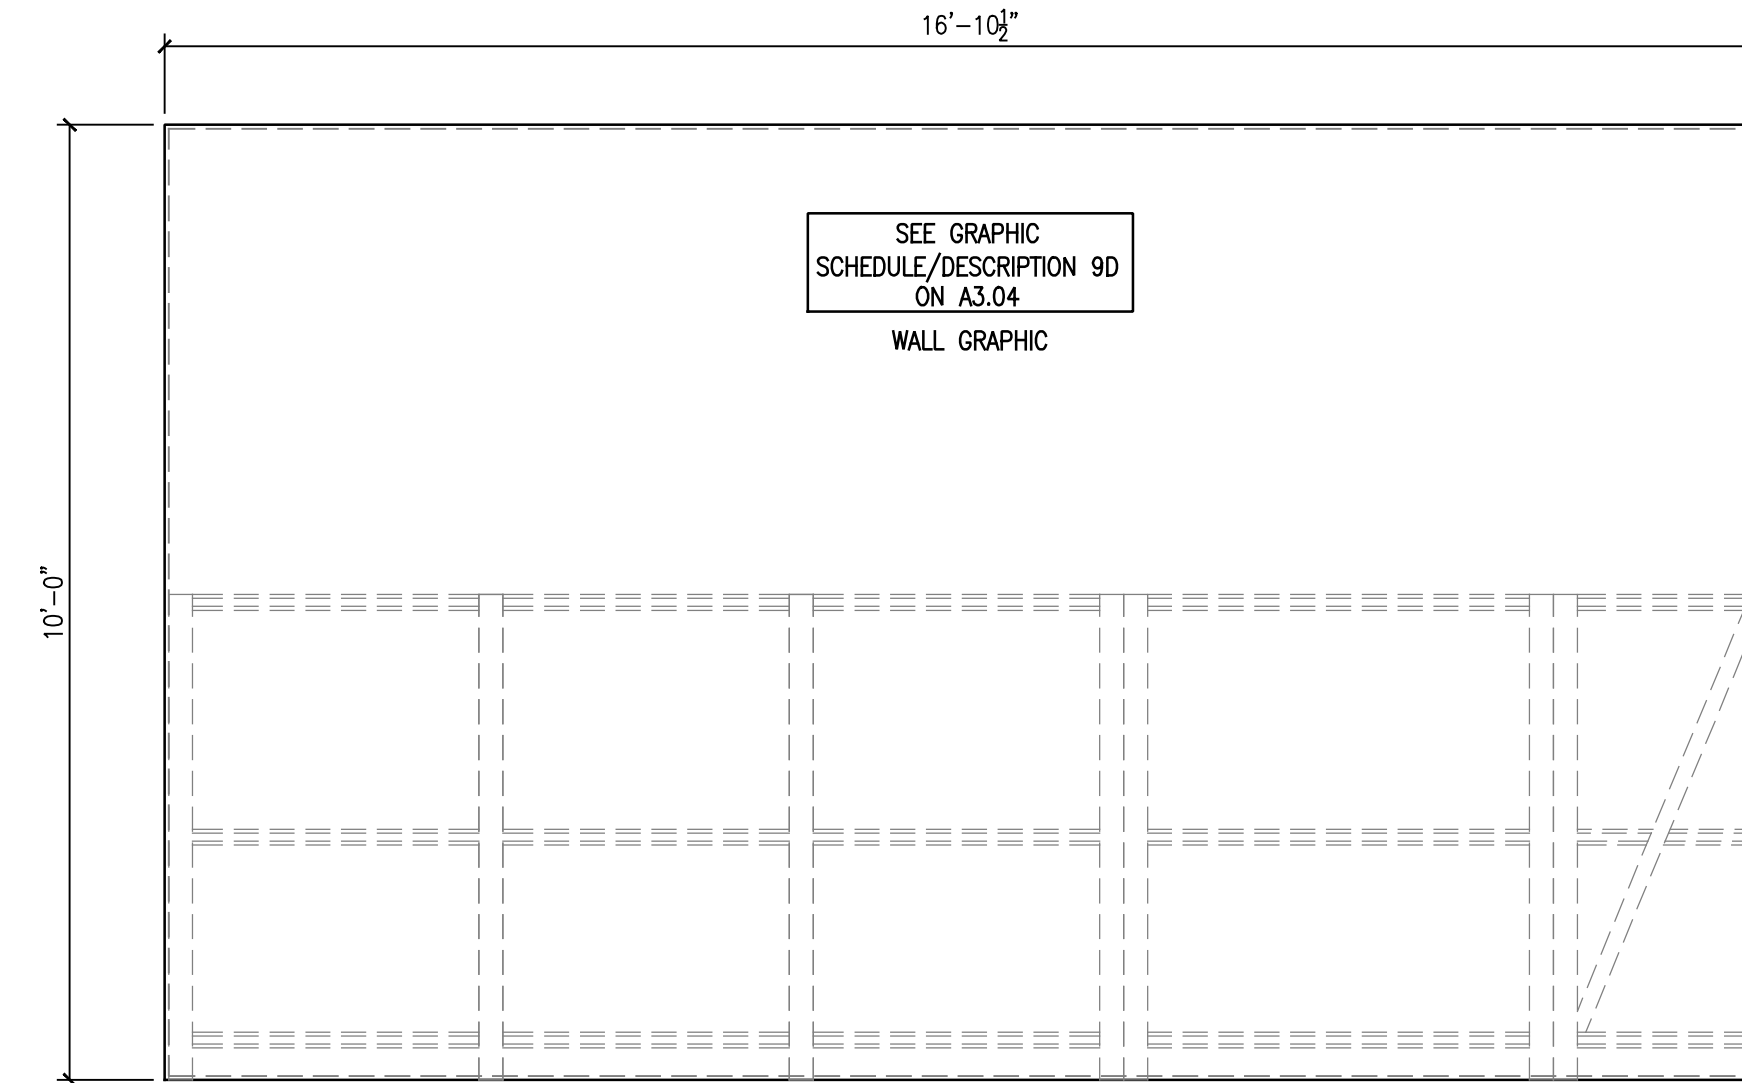 16'-10½"
SEE GRAPHIC
SCHEDULE/DESCRIPTION 9D
ON A3.04
WALL GRAPHIC
10'-0"